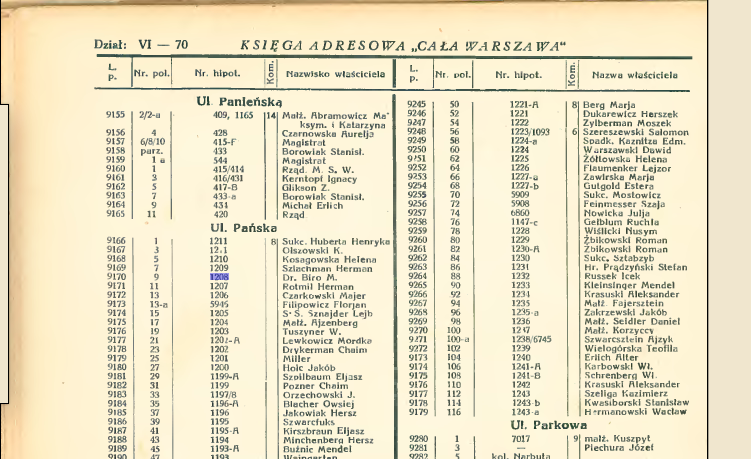 Dział: VI — 70 KSIĘGA ADRESOWA „CAŁA WARSZAWA"
L. p. Nr. pol. Nr. hipot. Kom. Nazwisko właściciela
Ul. Panieńska
9155 2/2-a 409, 1165 14 Małż. Abramowicz Ma-
ksym. i Katarzyna
9156 4 428 Czarnowska Aurelja
9157 6/8/10 415-F Magistrat
9158 parz. 433 Borowiak Stanisł.
9159 1 a 544 Magistrat
9160 1 415/414 Rząd. M. S. W.
9161 3 416/431 Kerntopf Ignacy
9162 5 417-B Glikson Z.
9163 7 433-a Borowiak Stanisł.
9164 9 431 Michał Erlich
9165 11 420 Rząd
Ul. Pańska
9166 1 1211 8 Sukc. Huberta Henryka
9167 3 Olszowski K.
9168 5 1210 Kosagowska Helena
9169 7 1209 Szlachman Herman
9170 9 1208 Dr. Biro M.
9171 11 1207 Rotmil Herman
9172 13 1206 Czarkowski Majer
9173 13-a 5945 Filipowicz Florjan
9174 15 1205 S-S. Sznajder Lejb
9175 17 1204 Małż. Ajzenberg
9176 19 1203 Tuszyner W.
9177 21 Lewkowicz Mordka
9178 23 1202 Drykerman Chaim
9179 25 1201 Miller
9180 27 1200 Hoic Jakób
9181 29 1199-A Szpilbaum Eljasz
9182 31 1199 Pozner Chaim
9183 33 1197/8 Orzechowski J.
9184 35 1196-A Blacher Owsiej
9185 37 1196 Jakowiak Hersz
9186 39 1195 Szwarcfuks
9187 41 1195-A Kirszbraun Eljasz
9188 43 1194 Minchenberg Hersz
9189 45 1193-A Buźnic Mendel
9190 47 1193 Waingarten
L. p. Nr. pol. Nr. hipot. Kom. Nazwa właściciela
9245 50 1221-A 8 Berg Marja
9246 52 1221 Dukarewicz Herszek
9247 54 1222 Zylberman Moszek
9248 56 1223/1093 6 Szereszewski Salomon
9249 58 1224-a Spadk. Kaznitza Edm.
9250 60 1224 Warszawski Dawid
9251 62 1225 Żółtowska Helena
9252 64 1226 Flaumenker Lejzor
9253 66 1227-a Zawirska Marja
9254 68 1227-b Gutgold Estera
9255 70 5909 Sukc. Mostowicz
9256 72 5908 Feinmesser Szaja
9257 74 6860 Nowicka Julja
9258 76 1147-c Gelblum Ruchla
9259 78 1228 Wiślicki Nusym
9260 80 1229 Żbikowski Roman
9261 82 1230-A Żbikowski Roman
9262 84 1230 Sukc. Sztabzyb
9263 86 1231 Hr. Prądzyński Stefan
9264 88 1232 Russek Icek
9265 90 1233 Kleinsinger Mendel
9266 92 1234 Krasuski Aleksander
9267 94 1235 Małż. Fajersztein
9268 96 1235-a Zakrzewski Jakób
9269 98 1236 Małż. Seidler Daniel
9270 100 1247 Małż. Korzyccy
9271 100-a 1238/6745 Szwarcsztein Ajzyk
9272 102 1239 Wielogórska Teofila
9173 104 1240 Erlich Alter
9174 106 1241-A Karbowski Wł.
9175 108 1241-B Schrenberg Wł.
9176 110 1242 Krasuski Aleksander
9177 112 1243 Szeliga Kazimierz
9178 114 1243-b Kwasiborski Stanisław
9179 116 1243-a Hermanowski Wacław
Ul. Parkowa
9280 1 7017 9 małż. Kuszpyt
9281 3 — Piechura Józef
9282 5 kol. Narbuta